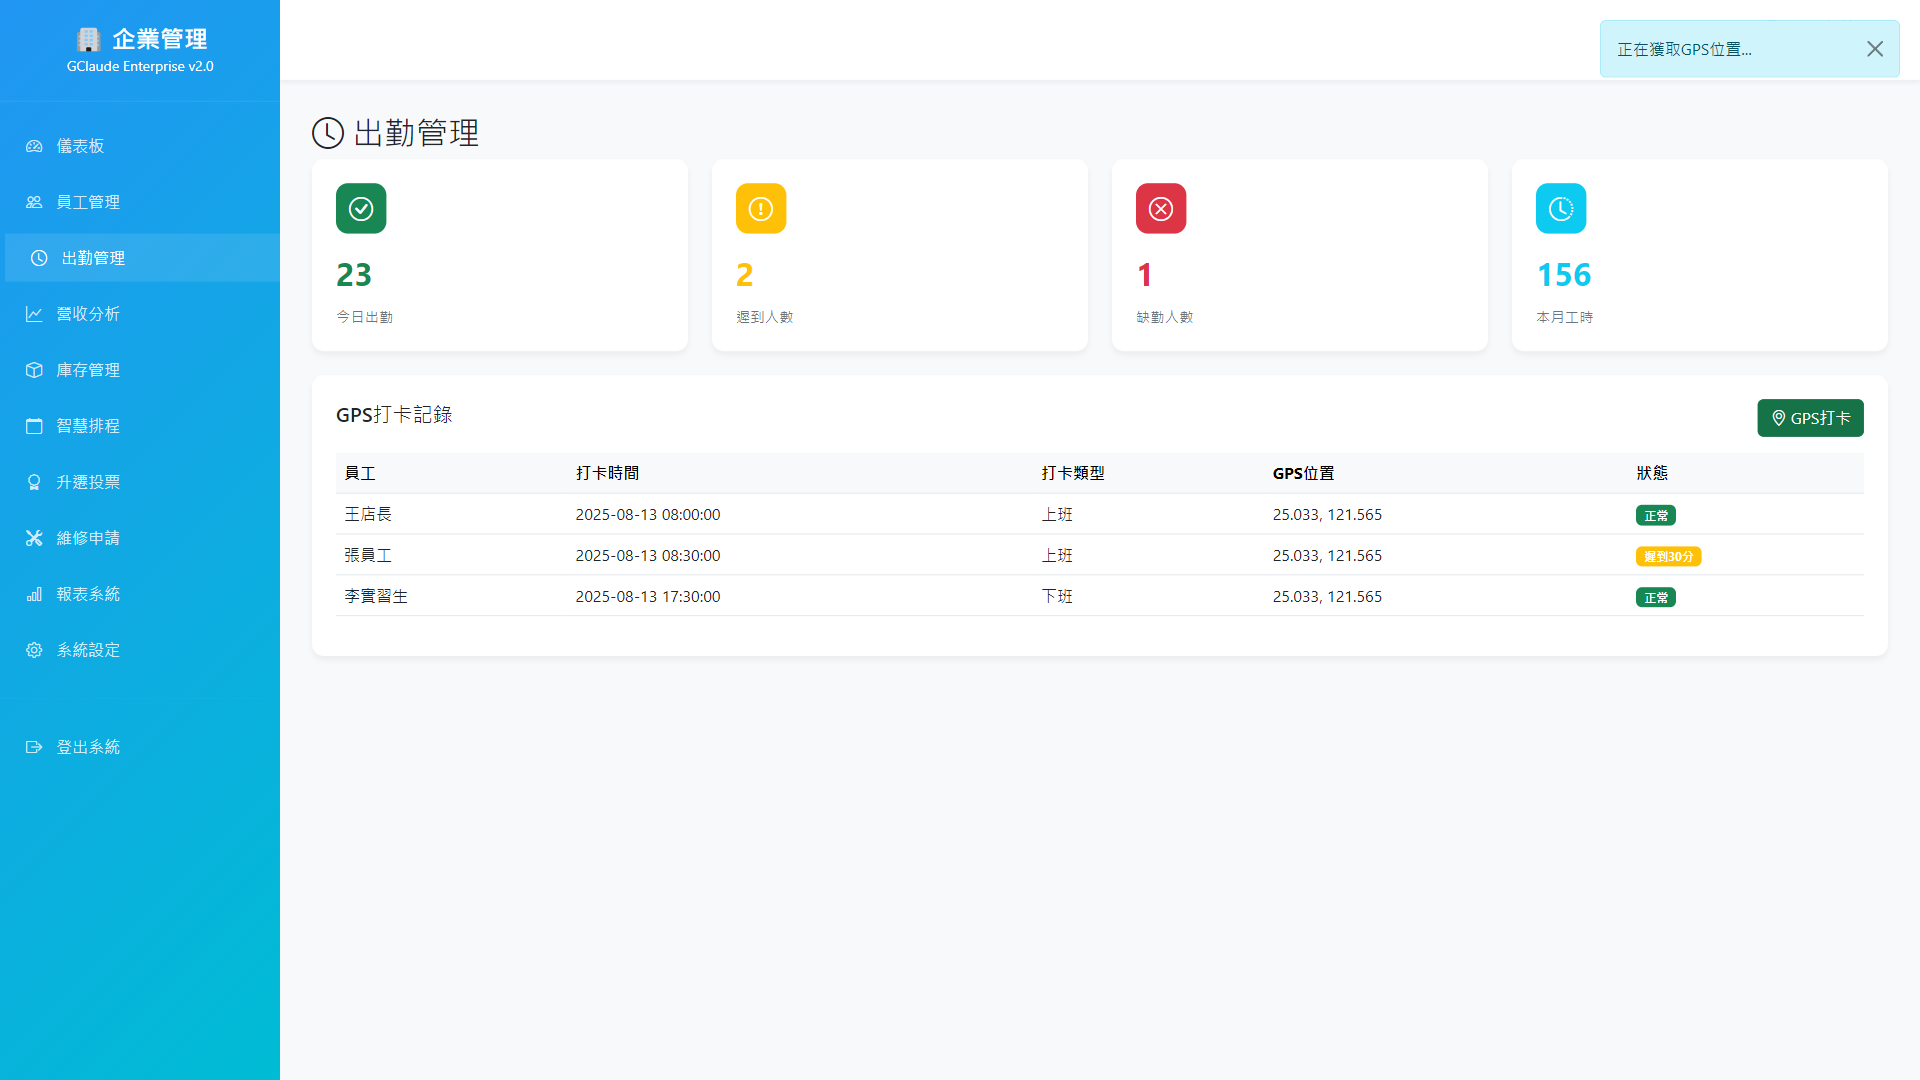 企業管理
GClaude Enterprise v2.0
儀表板
員工管理
出勤管理
營收分析
庫存管理
智慧排程
升遷投票
維修申請
報表系統
系統設定
登出系統
正在獲取GPS位置...
出勤管理
23
今日出勤
2
遲到人數
1
缺勤人數
156
本月工時
GPS打卡記錄
GPS打卡
員工 打卡時間 打卡類型 GPS位置 狀態
王店長 2025-08-13 08:00:00 上班 25.033, 121.565 正常
張員工 2025-08-13 08:30:00 上班 25.033, 121.565 遲到30分
李實習生 2025-08-13 17:30:00 下班 25.033, 121.565 正常